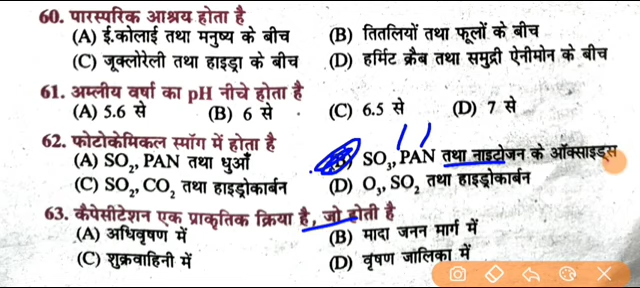 60. पारस्परिक आश्रय होता है
(A) ई.कोलाई तथा मनुष्य के बीच (B) तितलियों तथा फूलों के बीच
(C) जूक्लोरेली तथा हाइड्रा के बीच (D) हर्मिट क्रैब तथा समुद्री ऐनीमोन के बीच
61. अम्लीय वर्षा का pH नीचे होता है
(A) 5.6 से (B) 6 से (C) 6.5 से (D) 7 से
62. फोटोकेमिकल स्मॉग में होता है
(A) SO₂, PAN तथा धुआँ (B) SO₃, PAN तथा नाइट्रोजन के ऑक्साइड्स
(C) SO₂, CO₂ तथा हाइड्रोकार्बन (D) O₃, SO₂ तथा हाइड्रोकार्बन
63. कैपेसीटेशन एक प्राकृतिक क्रिया है, जो होती है
(A) अधिवृषण में (B) मादा जनन मार्ग में
(C) शुक्रवाहिनी में (D) वृषण जालिका में